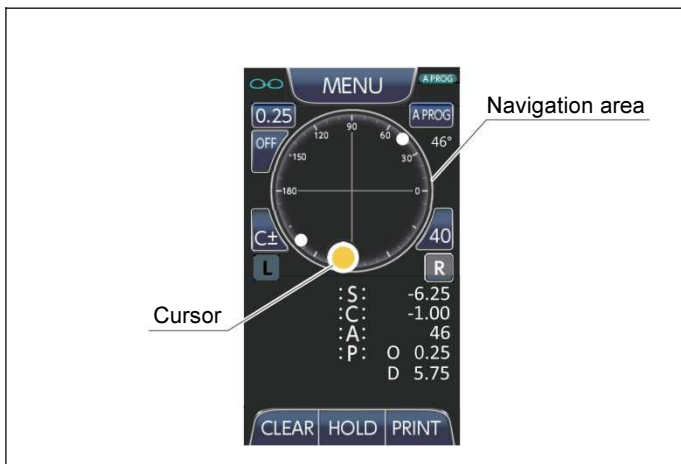 MENU
A PROG
0.25
A PROG
OFF
46°
180
150
120
90
60
30
0
Navigation area
C±
40
L
R
Cursor
:S: -6.25
:C: -1.00
:A: 46
:P: O 0.25
D 5.75
CLEAR HOLD PRINT